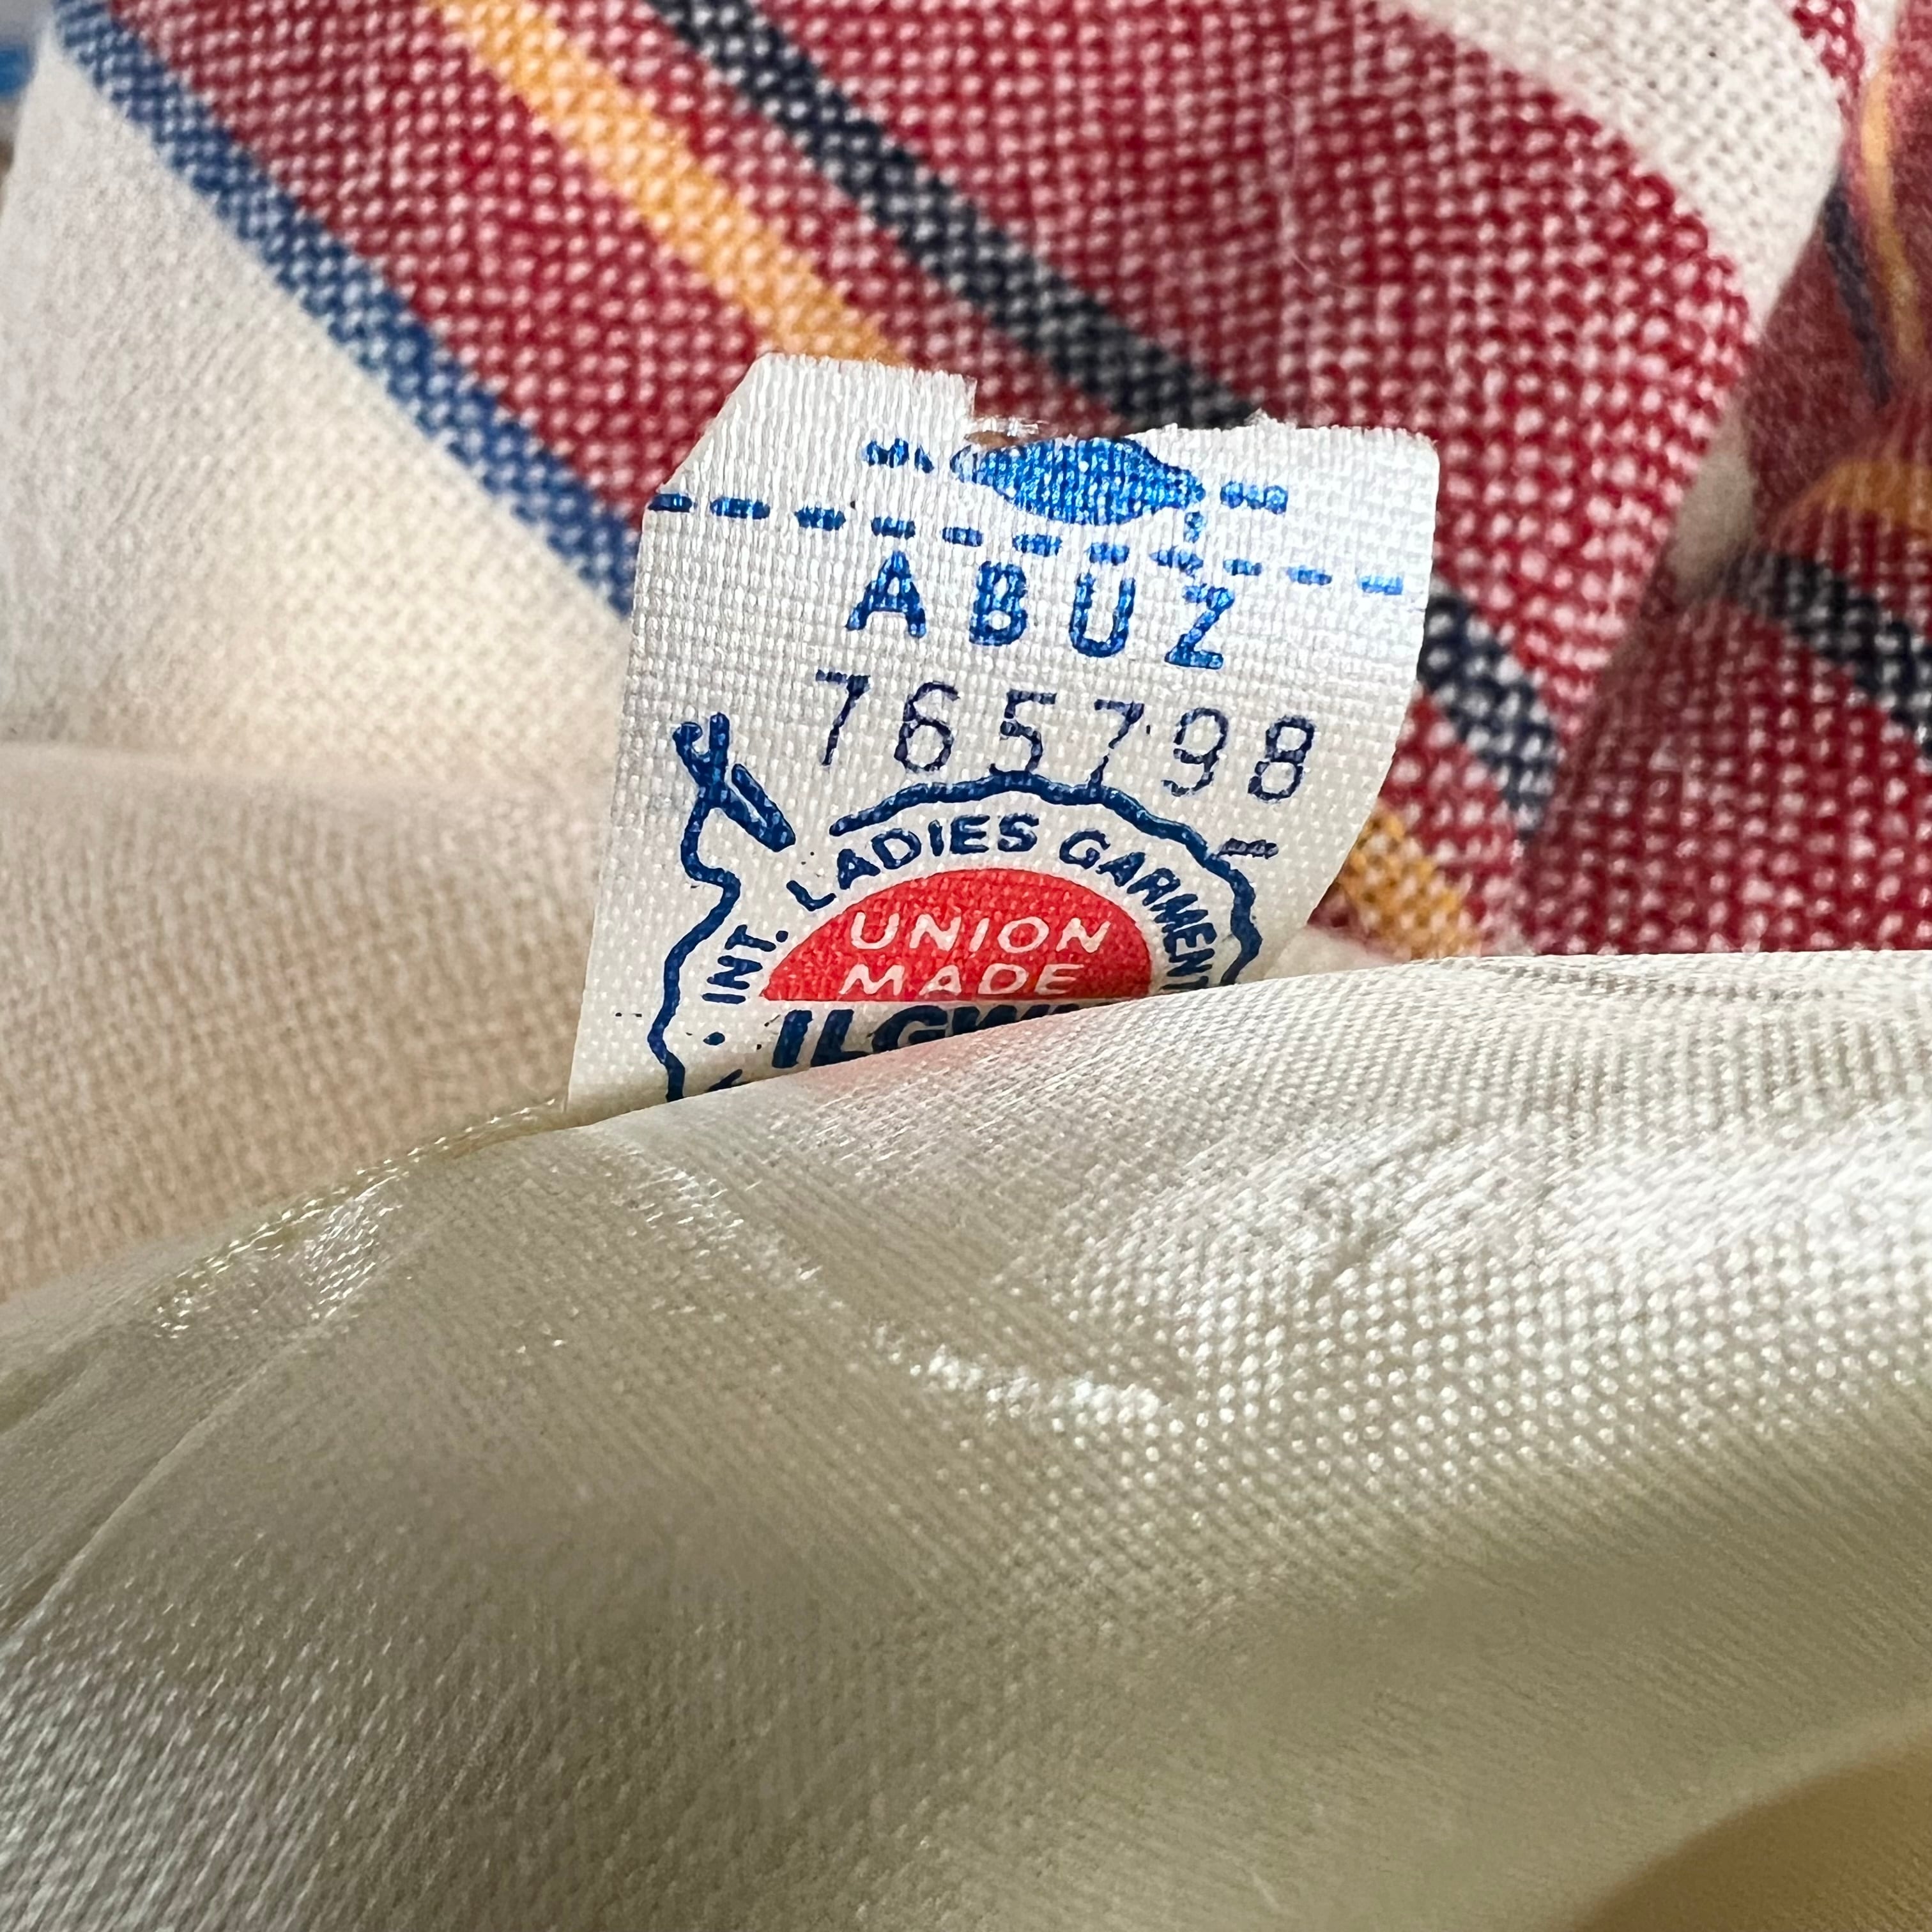 ABUZ
765798
INT. LADIES GARMENT
UNION
MADE